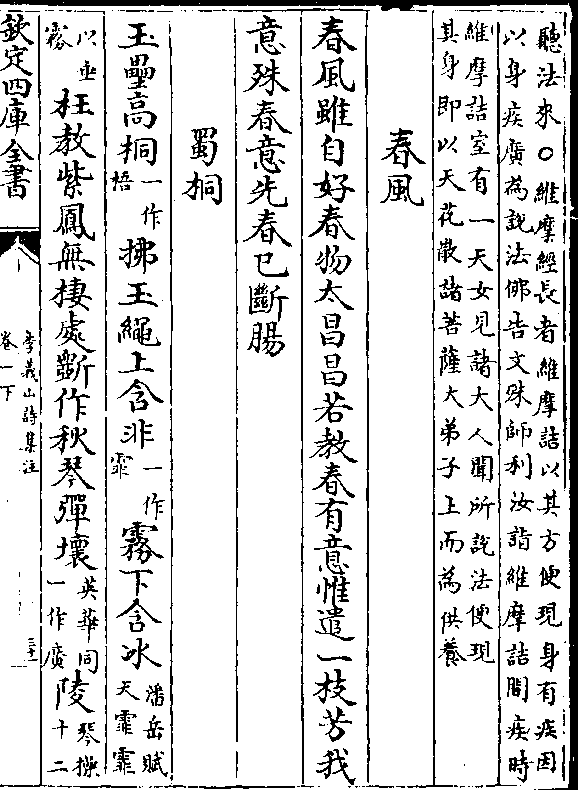 聽法來○維摩經長者維摩詰以其方便現身有疾因
以身疾廣為說法佛告文殊師利汝詣維摩詰問疾時
維摩詰室有一天女見諸大人聞所說法便現
其身即以天花散諸菩薩大弟子上而為供養
春風
春風雖自好春物太昌昌若教春有意惟遣一枝芳我
意殊春意先春已斷腸
蜀桐
玉壘高桐一作梧拂玉繩上含非一作霏霧下含冰潘岳賦天霏霏
以垂霧枉教紫鳳無棲處斵作秋琴彈壞英華同一作廣陵琴操十二
欽定四庫全書
李義山詩集注
卷一下